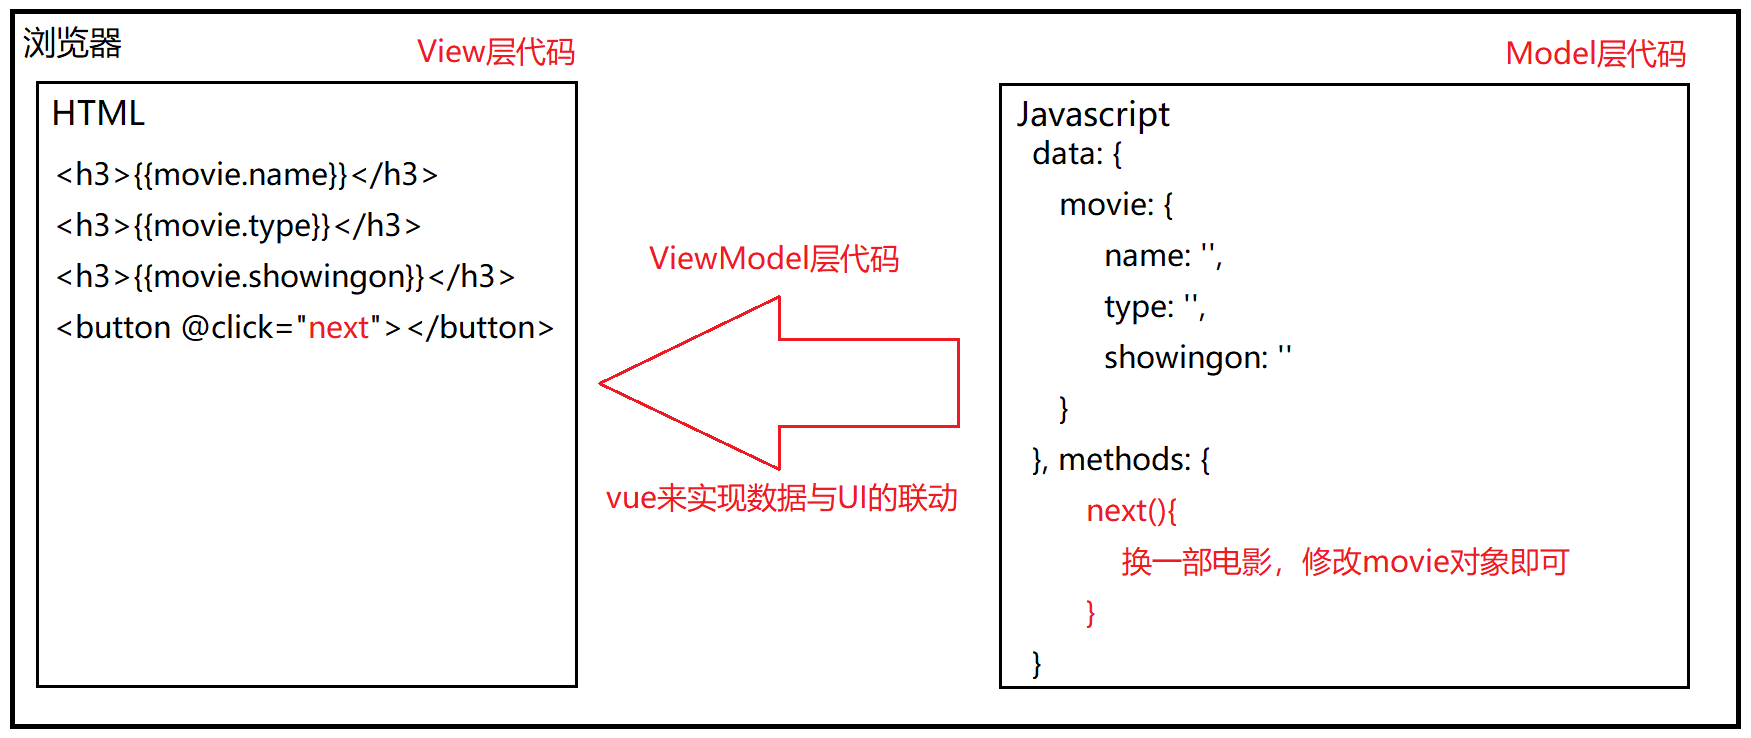 浏览器
View层代码
HTML
<h3>{{movie.name}}</h3>
<h3>{{movie.type}}</h3>
<h3>{{movie.showingon}}</h3>
<button @click="next"></button>
ViewModel层代码
vue来实现数据与UI的联动
Model层代码
Javascript
data: {
movie: {
name: '',
type: '',
showingon: ''
}
}, methods: {
next(){
换一部电影，修改movie对象即可
}
}